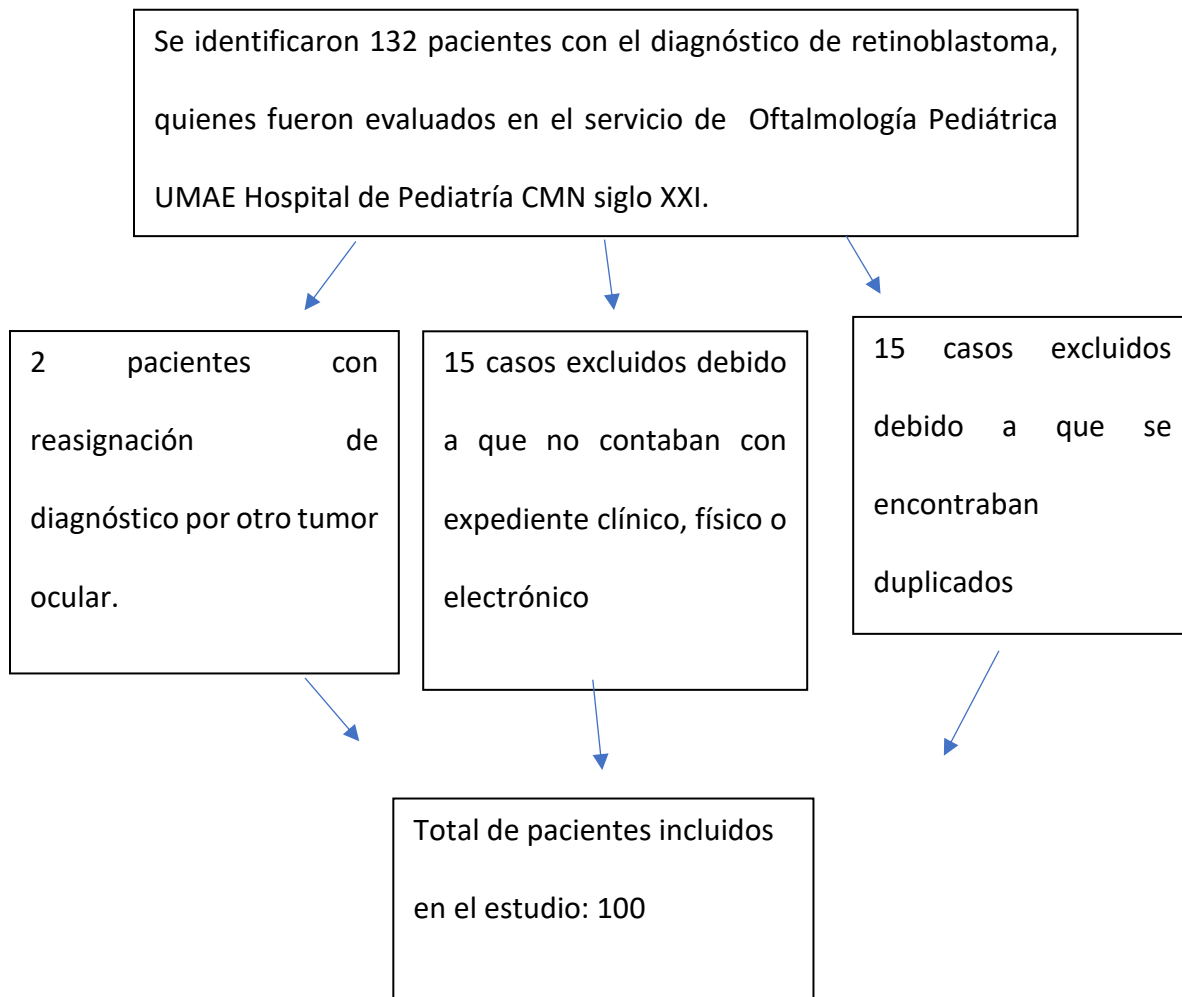 Se identificaron 132 pacientes con el diagnóstico de retinoblastoma,
quienes fueron evaluados en el servicio de Oftalmología Pediátrica
UMAE Hospital de Pediatría CMN siglo XXI.
2 pacientes con
reasignación de
diagnóstico por otro tumor
ocular.
15 casos excluidos debido
a que no contaban con
expediente clínico, físico o
electrónico
15 casos excluidos
debido a que se
encontraban
duplicados
Total de pacientes incluidos
en el estudio: 100